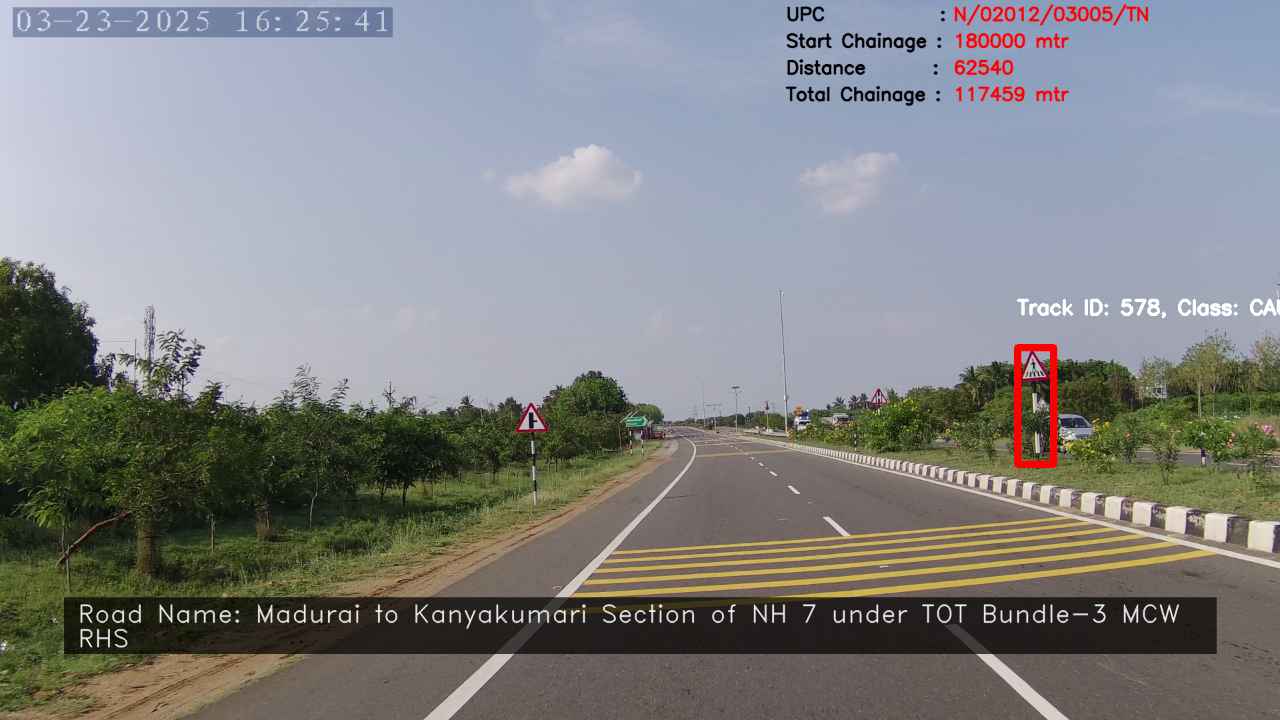 03-23-2025 16:25:41
UPC : N/02012/03005/TN
Start Chainage : 180000 mtr
Distance : 62540
Total Chainage : 117459 mtr
Track ID: 578, Class: CAU
Road Name: Madurai to Kanyakumari Section of NH 7 under TOT Bundle-3 MCW
RHS